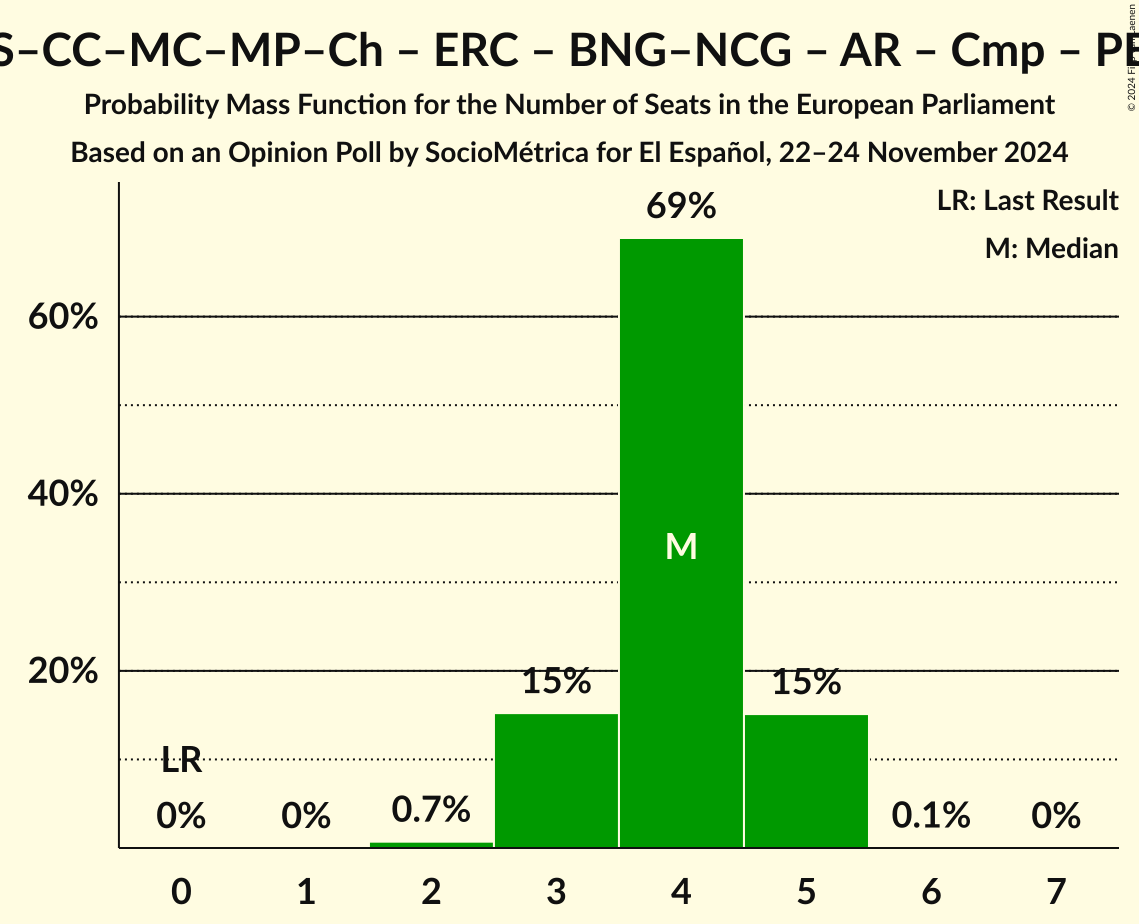 S–CC–MC–MP–Ch – ERC – BNG–NCG – AR – Cmp –
Probability Mass Function for the Number of Seats in the European Parliament
Based on an Opinion Poll by SocioMétrica for El Español, 22–24 November 2024
LR: Last Result
M: Median
69%
60%
M
40%
20%
15%
15%
LR
0%
0%
0.7%
0.1%
0%
0
1
2
3
4
5
6
7
© 2024